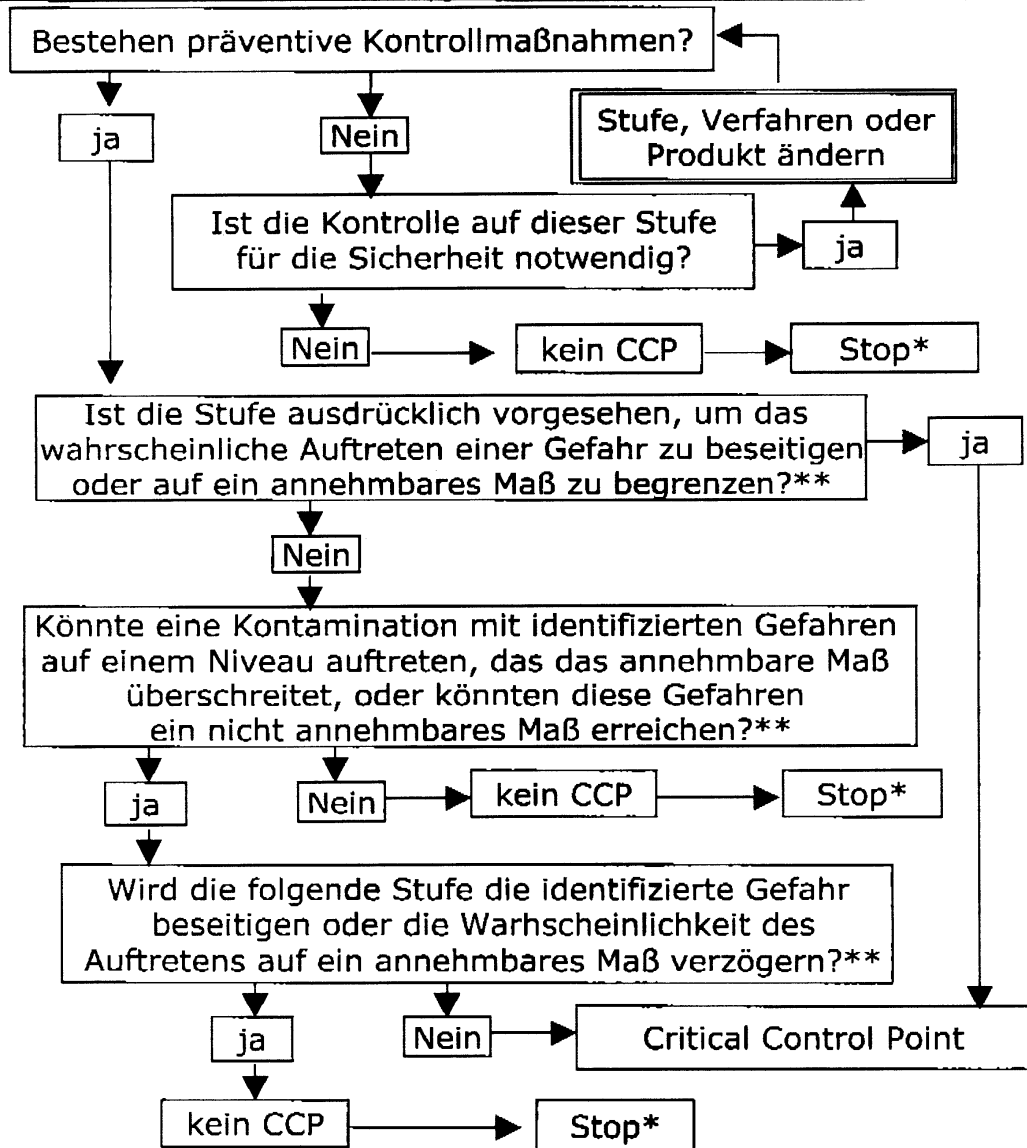 Bestehen präventive Kontrollmaßnahmen?
ja
Nein
Stufe, Verfahren oder
Produkt ändern
Ist die Kontrolle auf dieser Stufe
für die Sicherheit notwendig?
ja
Nein
kein CCP
Stop*
Ist die Stufe ausdrücklich vorgesehen, um das
wahrscheinliche Auftreten einer Gefahr zu beseitigen
oder auf ein annehmbares Maß zu begrenzen?**
ja
Nein
Könnte eine Kontamination mit identifizierten Gefahren
auf einem Niveau auftreten, das das annehmbare Maß
überschreitet, oder könnten diese Gefahren
ein nicht annehmbares Maß erreichen?**
ja
Nein
kein CCP
Stop*
Wird die folgende Stufe die identifizierte Gefahr
beseitigen oder die Warhscheinlichkeit des
Auftretens auf ein annehmbares Maß verzögern?**
ja
Nein
Critical Control Point
kein CCP
Stop*